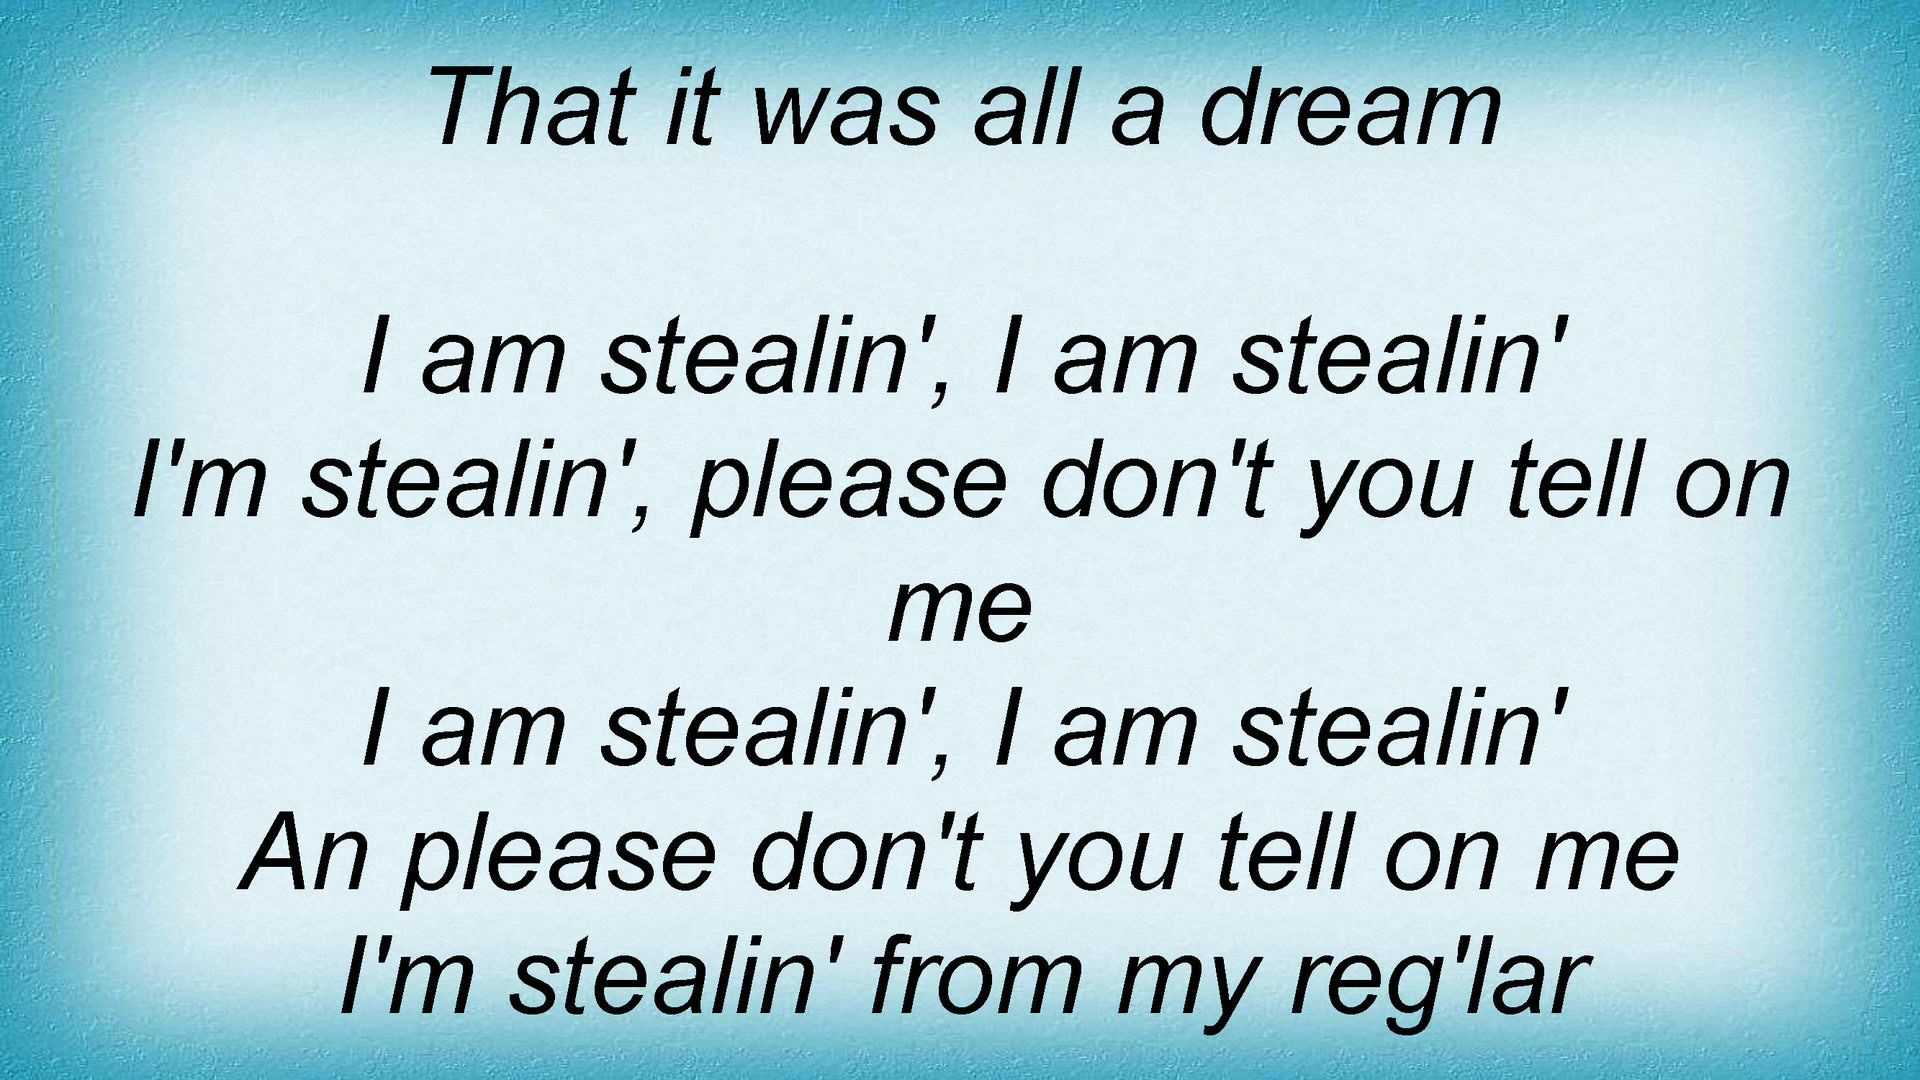 That it was all a dream
I am stealin', I am stealin'
I'm stealin', please don't you tell on
me
I am stealin', I am stealin'
An please don't you tell on me
I'm stealin' from my reg'lar